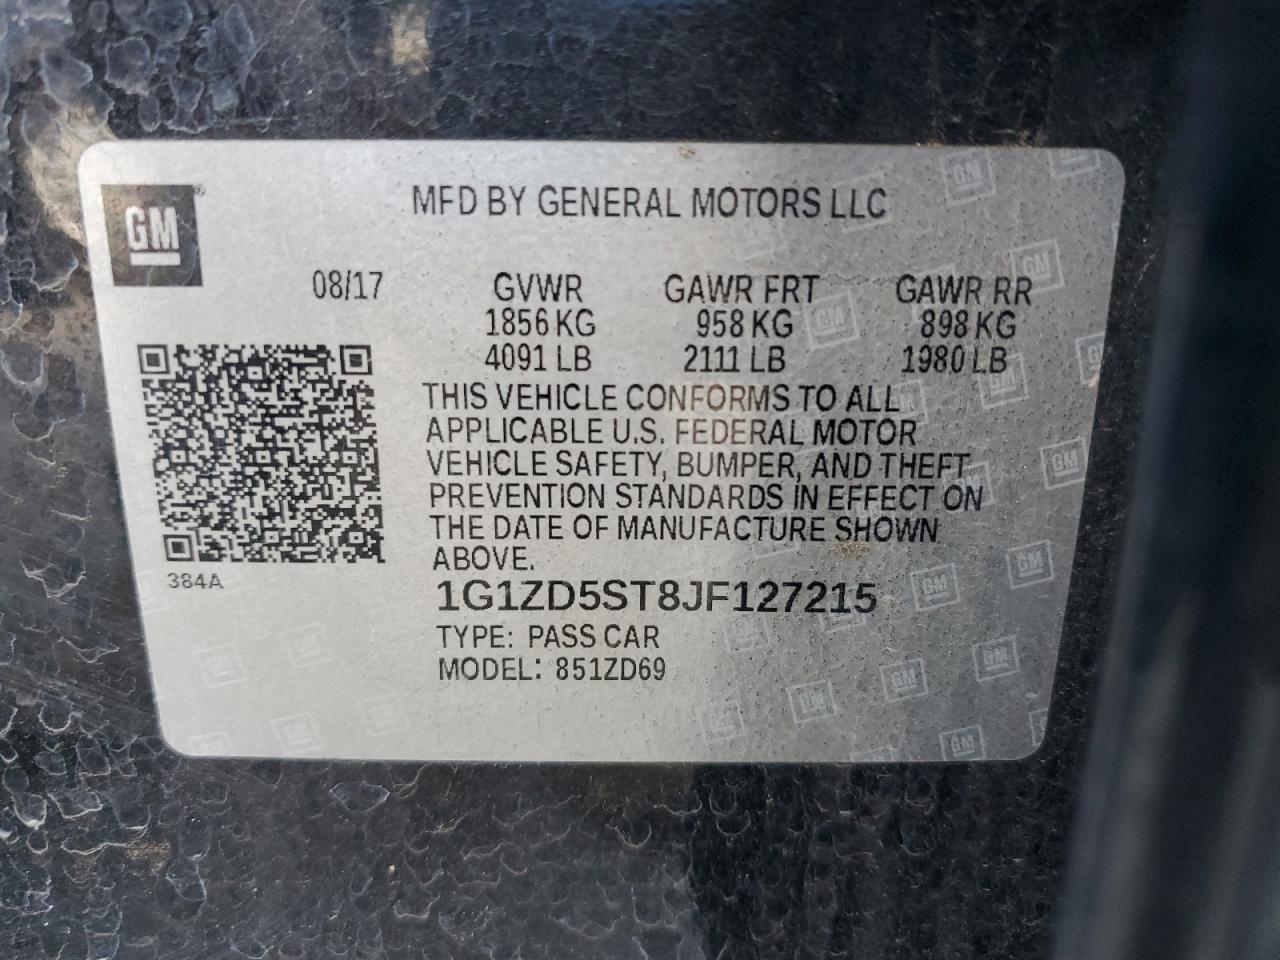 GM ®
MFD BY GENERAL MOTORS LLC
08/17 GVWR GAWR FRT GAWR RR
1856 KG 958 KG 898 KG
4091 LB 2111 LB 1980 LB
THIS VEHICLE CONFORMS TO ALL
APPLICABLE U.S. FEDERAL MOTOR
VEHICLE SAFETY, BUMPER, AND THEFT
PREVENTION STANDARDS IN EFFECT ON
THE DATE OF MANUFACTURE SHOWN
ABOVE.
384A
1G1ZD5ST8JF127215
TYPE: PASS CAR
MODEL: 851ZD69